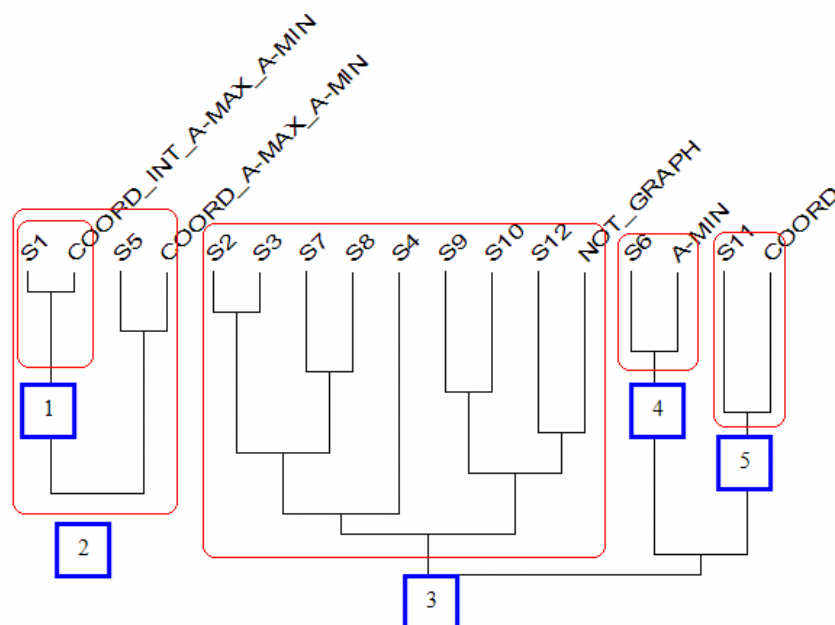 S1
COORD_INT_A-MAX_A-MIN
S5
COORD_A-MAX_A-MIN
S2
S3
S7
S8
S4
S9
S10
S12
NOT_GRAPH
S6
A-MIN
S11
COORD
1
2
3
4
5